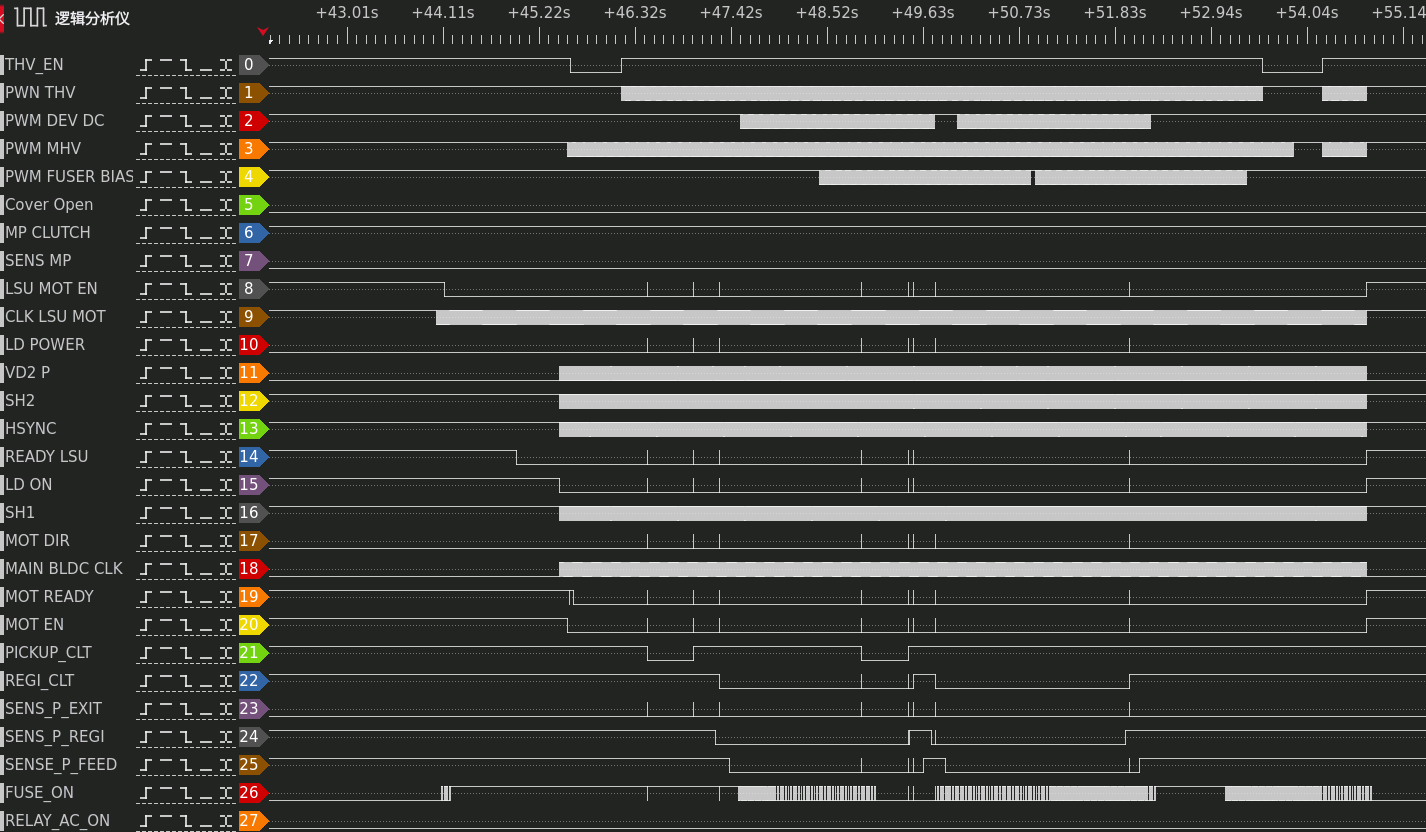 逻辑分析仪 +43.01s +44.11s +45.22s +46.32s +47.42s +48.52s +49.63s +50.73s +51.83s +52.94s +54.04s +55.14
THV_EN 0
PWN THV 1
PWM DEV DC 2
PWM MHV 3
PWM FUSER BIAS 4
Cover Open 5
MP CLUTCH 6
SENS MP 7
LSU MOT EN 8
CLK LSU MOT 9
LD POWER 10
VD2 P 11
SH2 12
HSYNC 13
READY LSU 14
LD ON 15
SH1 16
MOT DIR 17
MAIN BLDC CLK 18
MOT READY 19
MOT EN 20
PICKUP_CLT 21
REGI_CLT 22
SENS_P_EXIT 23
SENS_P_REGI 24
SENSE_P_FEED 25
FUSE_ON 26
RELAY_AC_ON 27